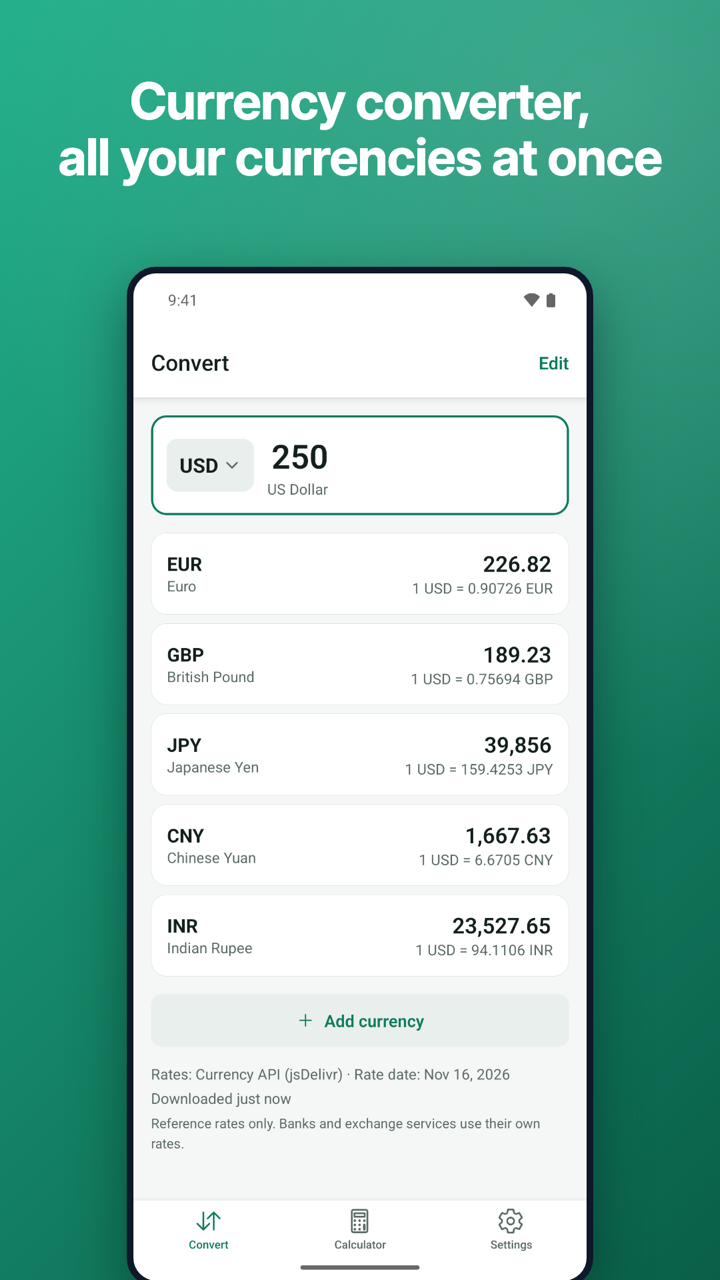 Currency converter,
all your currencies at once
9:41
Convert
Edit
USD
250
US Dollar
EUR
226.82
Euro
1 USD = 0.90726 EUR
GBP
189.23
British Pound
1 USD = 0.75694 GBP
JPY
39,856
Japanese Yen
1 USD = 159.4253 JPY
CNY
1,667.63
Chinese Yuan
1 USD = 6.6705 CNY
INR
23,527.65
Indian Rupee
1 USD = 94.1106 INR
+ Add currency
Rates: Currency API (jsDelivr) · Rate date: Nov 16, 2026
Downloaded just now
Reference rates only. Banks and exchange services use their own
rates.
Convert
Calculator
Settings